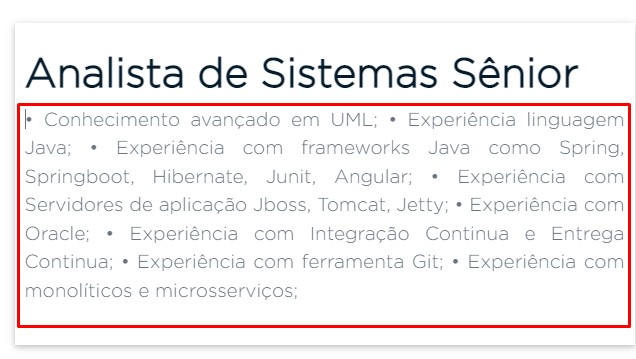 Analista de Sistemas Sênior
• Conhecimento avançado em UML; • Experiência linguagem
Java; • Experiência com frameworks Java como Spring,
Springboot, Hibernate, Junit, Angular; • Experiência com
Servidores de aplicação Jboss, Tomcat, Jetty; • Experiência com
Oracle; • Experiência com Integração Continua e Entrega
Continua; • Experiência com ferramenta Git; • Experiência com
monolíticos e microsserviços;